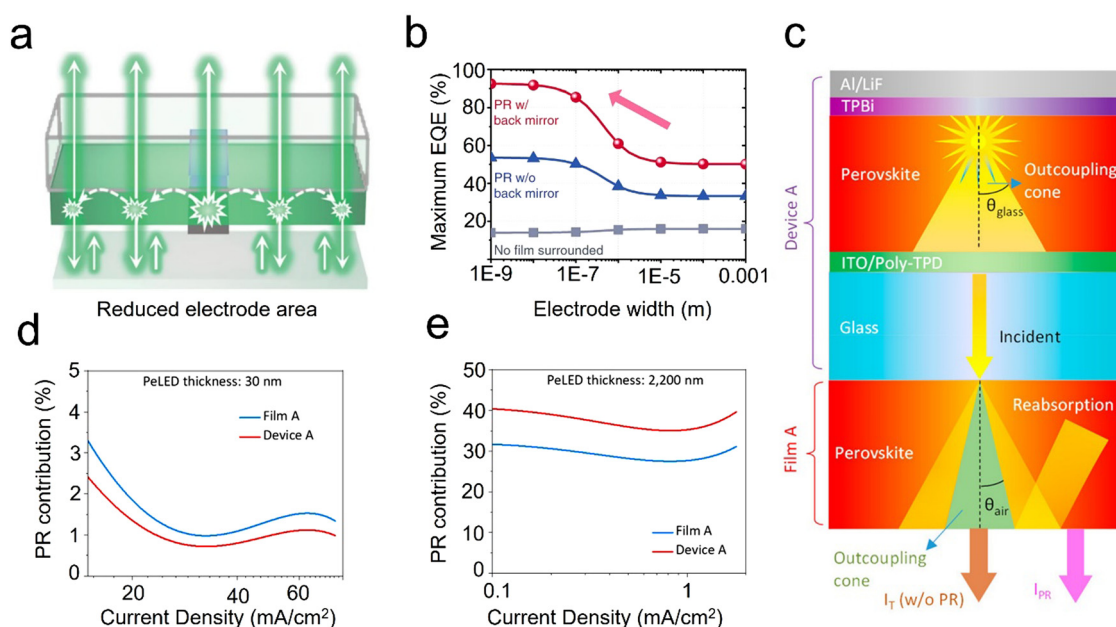 a
Reduced electrode area
b
Maximum EQE (%)
100
80
60
40
20
PR w/
back mirror
PR w/o
back mirror
No film surrounded
1E-9 1E-7 1E-5 0.001
Electrode width (m)
c
Device A
Al/LiF
TPBi
Perovskite
Outcoupling
cone
θglass
ITO/Poly-TPD
Glass
Incident
Film A
Reabsorption
Perovskite
θair
Outcoupling
cone
IT (w/o PR)
IPR
d
PR contribution (%)
5
4
3
2
1
0
PeLED thickness: 30 nm
Film A
Device A
20 40 60
Current Density (mA/cm²)
e
PR contribution (%)
50
40
30
20
10
0
PeLED thickness: 2,200 nm
Film A
Device A
0.1 1
Current Density (mA/cm²)